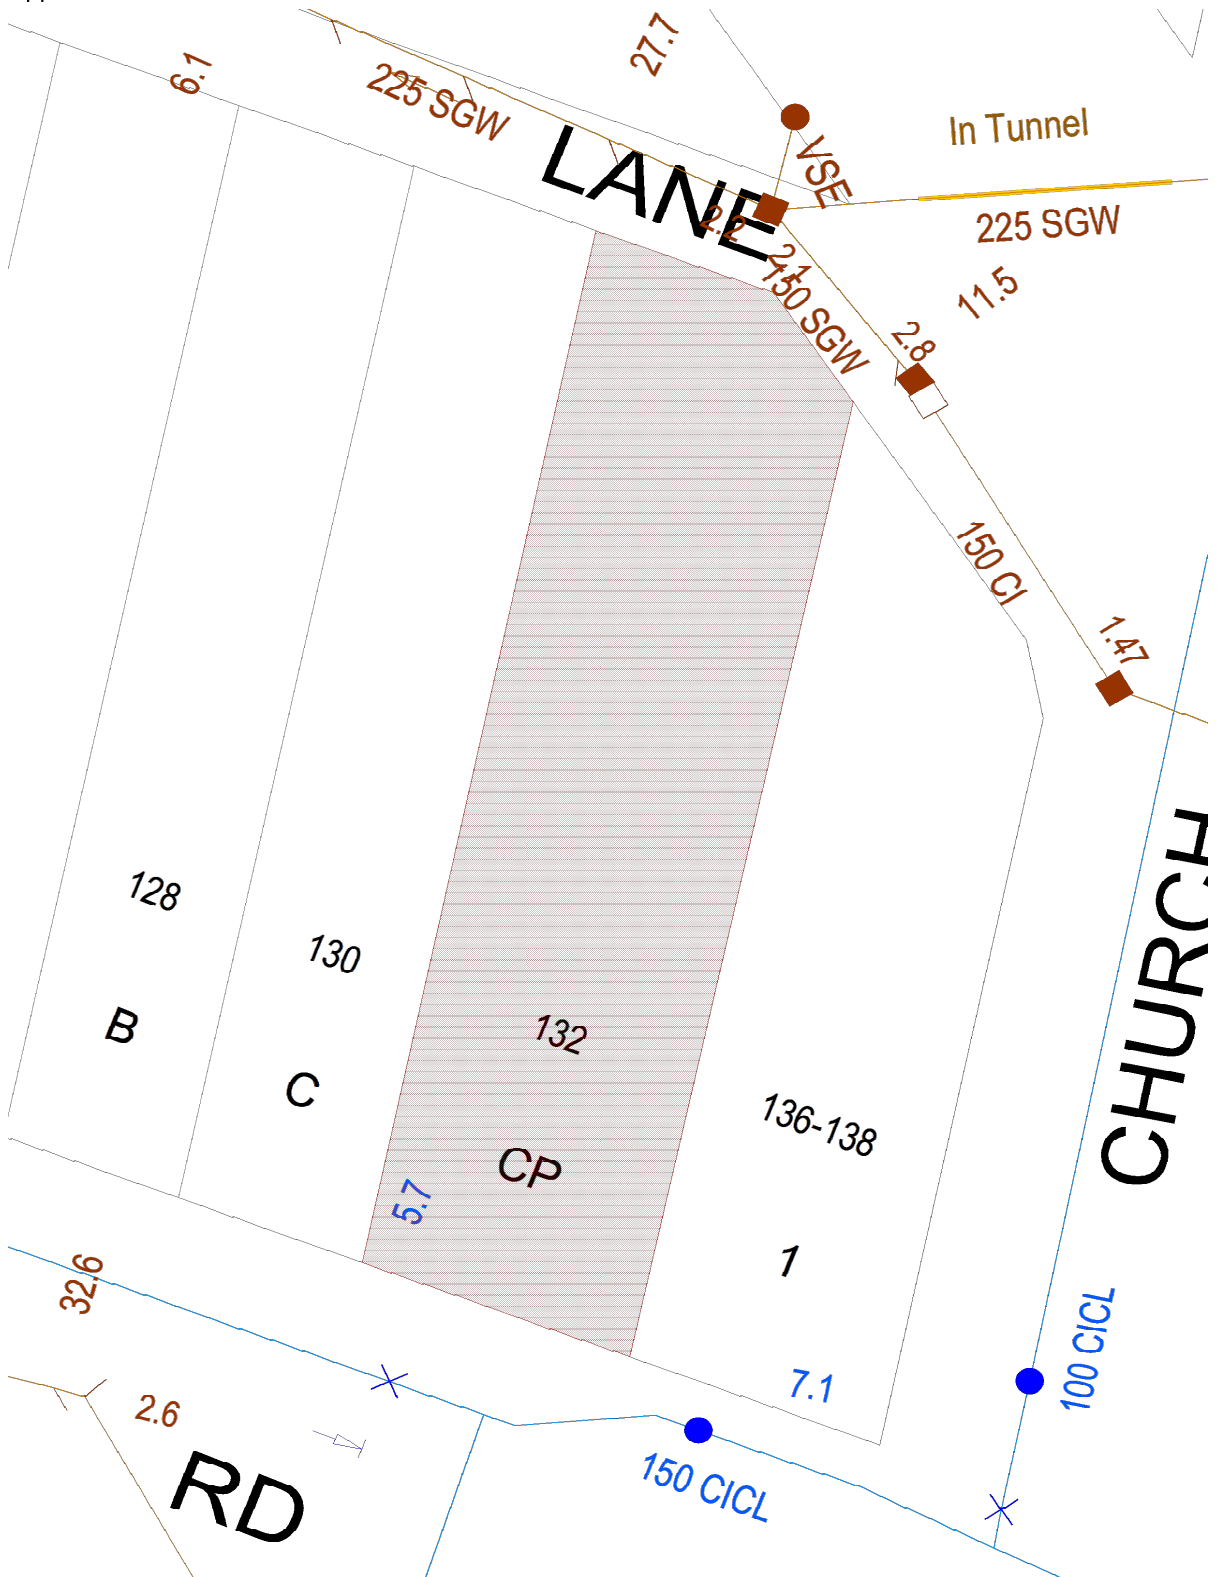 27.7
6.1
225 SGW
In Tunnel
LANE
VSE
2.2
225 SGW
2.1
150 SGW
11.5
2.8
150 CI
1.47
CHURCH
128
130
B
132
C
136-138
CP
5.7
1
32.6
100 CICL
7.1
2.6
150 CICL
RD